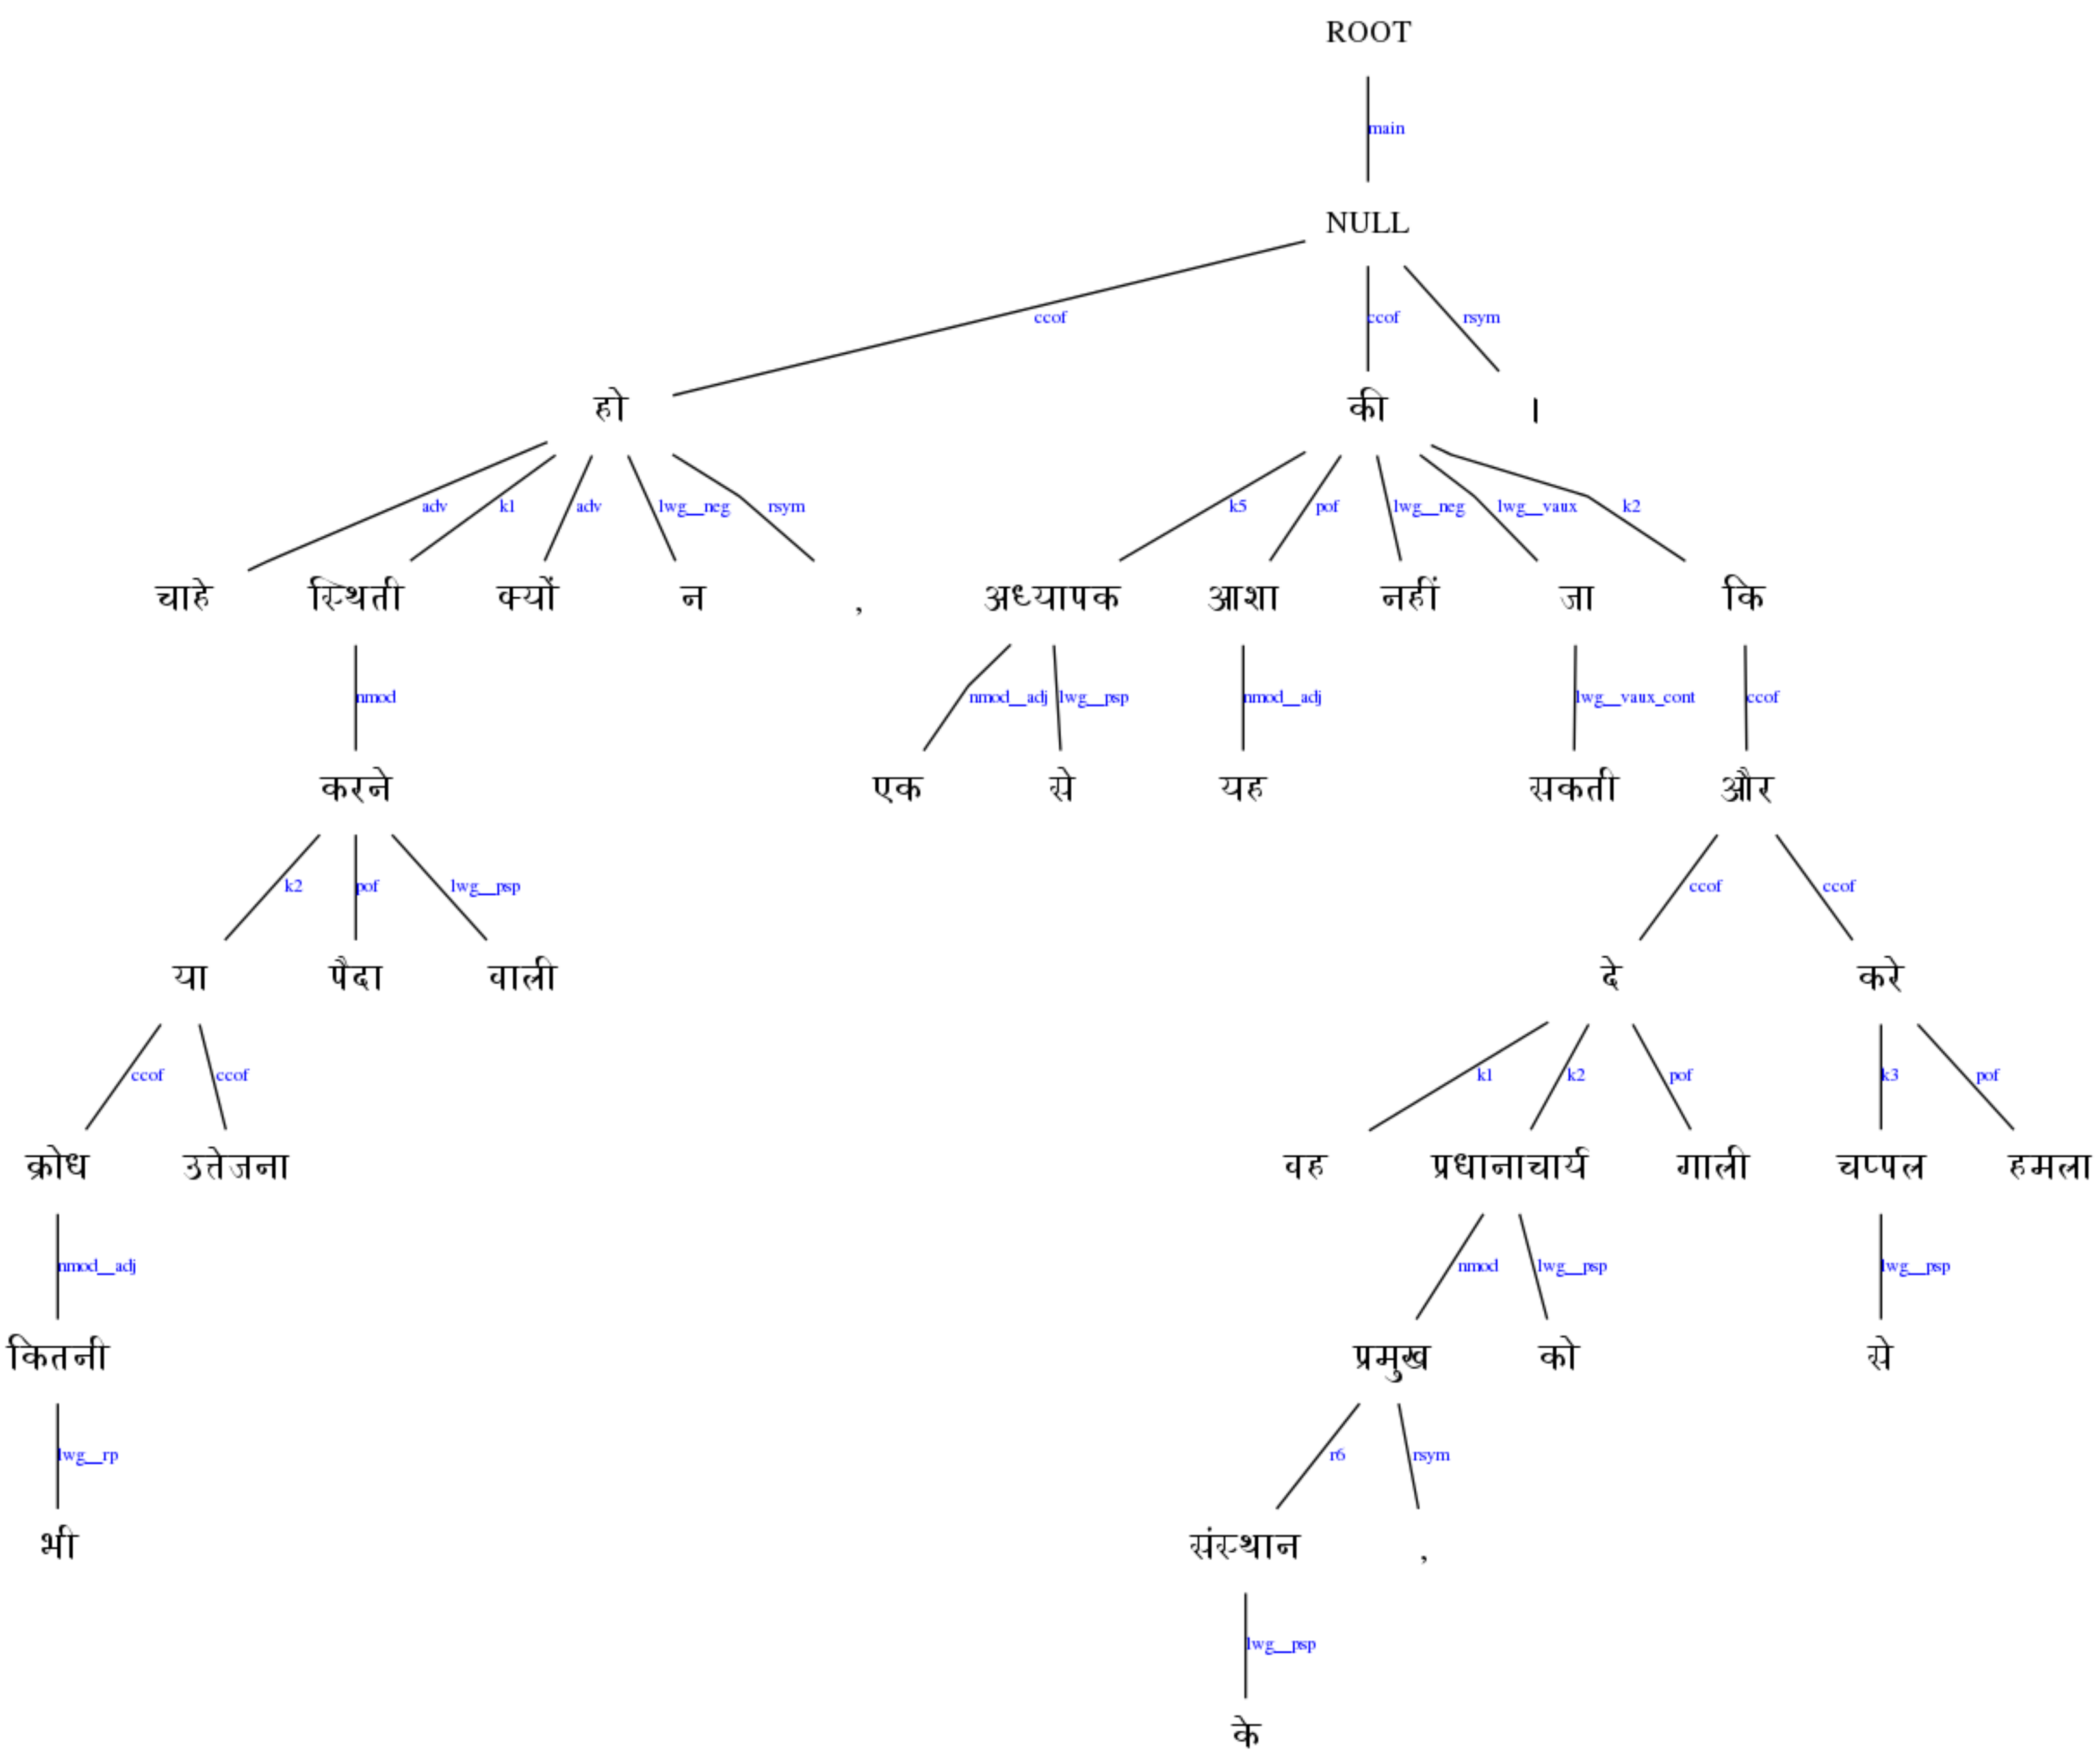 ROOT
main
NULL
ccof ccof rsym
हो की ।
adv k1 adv lwg__neg rsym k5 pof lwg__neg lwg__vaux k2
चाहे स्थिती क्यों न , अध्यापक आशा नहीं जा कि
nmod nmod__adj lwg__psp nmod__adj lwg__vaux_cont ccof
करने एक से यह सकती और
k2 pof lwg__psp ccof ccof
या पैदा वाली दे करे
ccof ccof k1 k2 pof k3 pof
क्रोध उत्तेजना वह प्रधानाचार्य गाली चप्पल हमला
nmod__adj nmod lwg__psp lwg__psp
कितनी प्रमुख को से
lwg__rp r6 rsym
भी संस्थान ,
lwg__psp
के